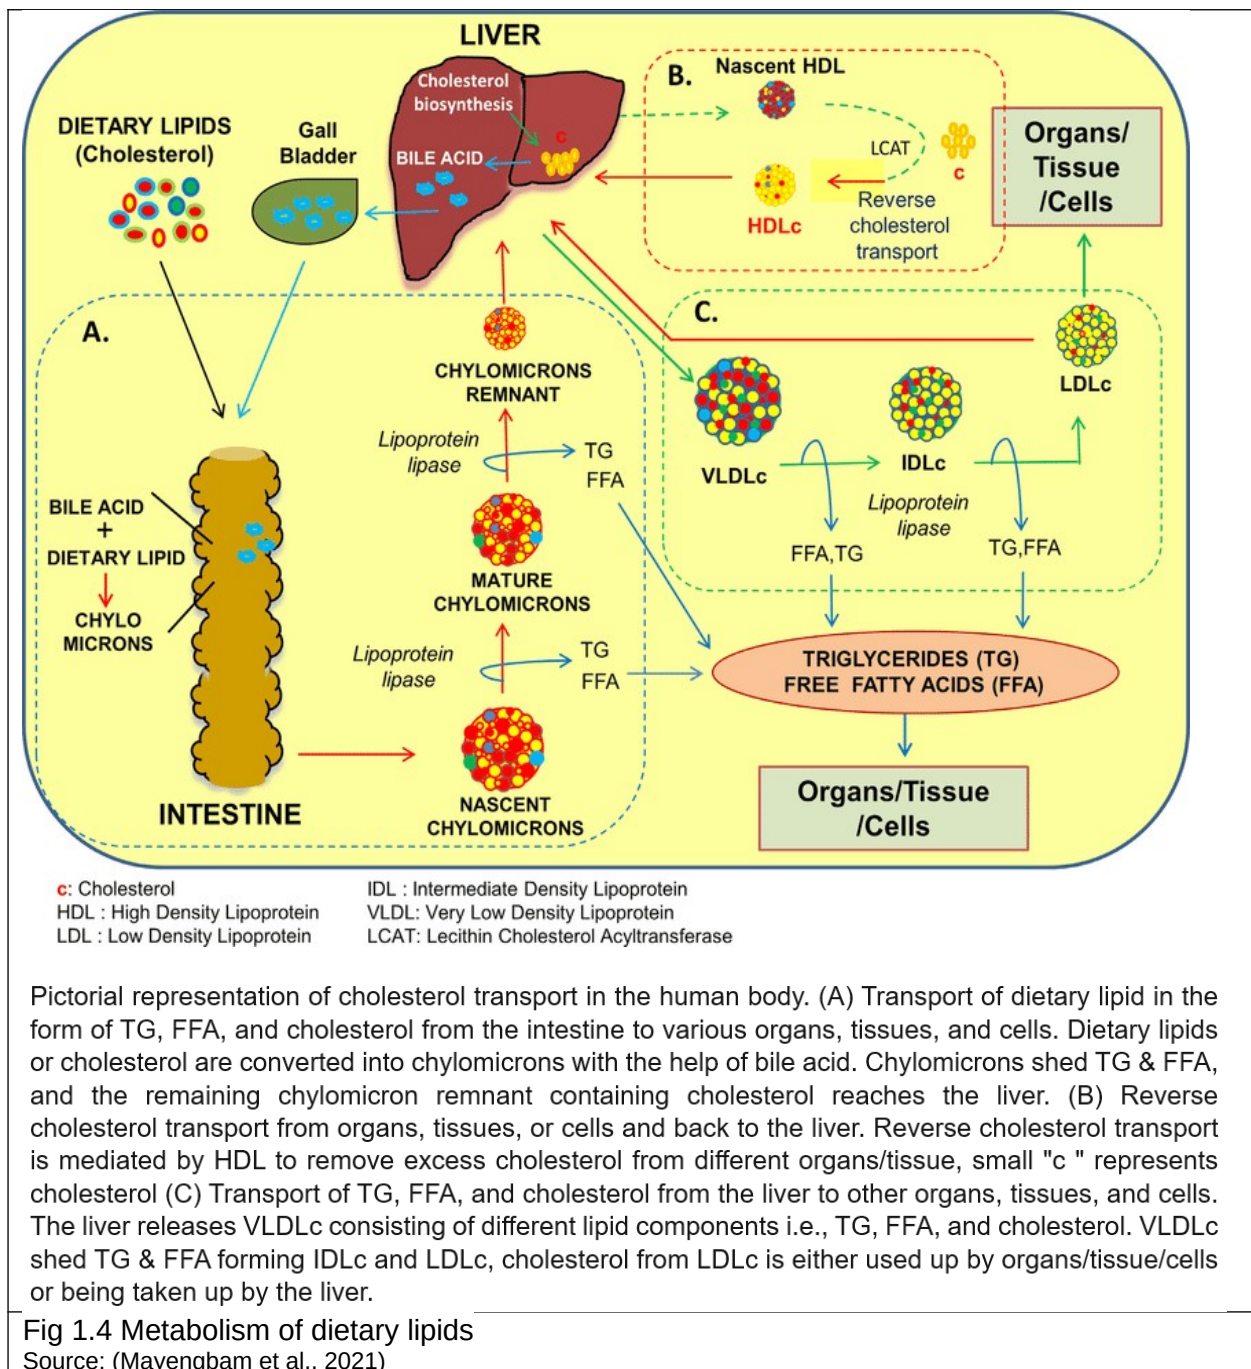 LIVER
Cholesterol
biosynthesis
c
BILE ACID
DIETARY LIPIDS
(Cholesterol)
Gall
Bladder
B.
Nascent HDL
LCAT
c
HDLc
Reverse
cholesterol
transport
Organs/
Tissue
/Cells
A.
CHYLOMICRONS
REMNANT
Lipoprotein
lipase
TG
FFA
BILE ACID
+
DIETARY LIPID
CHYLO
MICRONS
MATURE
CHYLOMICRONS
Lipoprotein
lipase
TG
FFA
INTESTINE
NASCENT
CHYLOMICRONS
C.
LDLc
VLDLc
IDLc
Lipoprotein
lipase
FFA,TG
TG,FFA
TRIGLYCERIDES (TG)
FREE FATTY ACIDS (FFA)
Organs/Tissue
/Cells
c: Cholesterol
HDL : High Density Lipoprotein
LDL : Low Density Lipoprotein
IDL : Intermediate Density Lipoprotein
VLDL: Very Low Density Lipoprotein
LCAT: Lecithin Cholesterol Acyltransferase
Pictorial representation of cholesterol transport in the human body. (A) Transport of dietary lipid in the
form of TG, FFA, and cholesterol from the intestine to various organs, tissues, and cells. Dietary lipids
or cholesterol are converted into chylomicrons with the help of bile acid. Chylomicrons shed TG & FFA,
and the remaining chylomicron remnant containing cholesterol reaches the liver. (B) Reverse
cholesterol transport from organs, tissues, or cells and back to the liver. Reverse cholesterol transport
is mediated by HDL to remove excess cholesterol from different organs/tissue, small "c " represents
cholesterol (C) Transport of TG, FFA, and cholesterol from the liver to other organs, tissues, and cells.
The liver releases VLDLc consisting of different lipid components i.e., TG, FFA, and cholesterol. VLDLc
shed TG & FFA forming IDLc and LDLc, cholesterol from LDLc is either used up by organs/tissue/cells
or being taken up by the liver.
Fig 1.4 Metabolism of dietary lipids
Source: (Mayengbam et al., 2021)